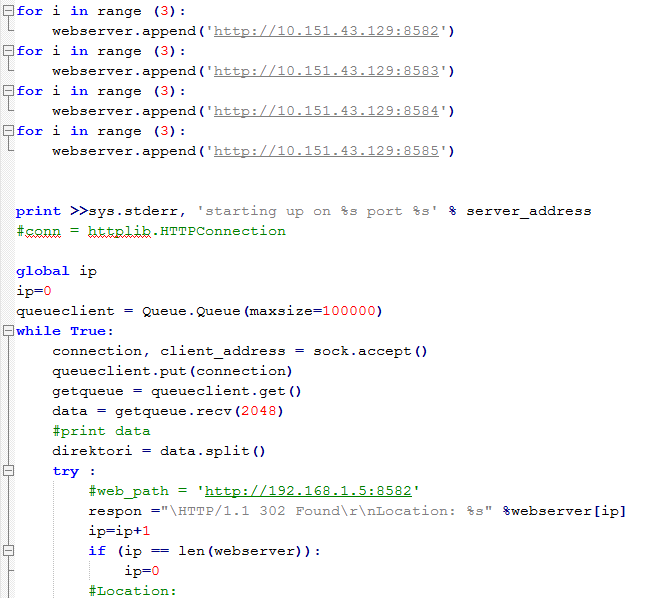 for i in range (3):
    webserver.append('http://10.151.43.129:8582')
for i in range (3):
    webserver.append('http://10.151.43.129:8583')
for i in range (3):
    webserver.append('http://10.151.43.129:8584')
for i in range (3):
    webserver.append('http://10.151.43.129:8585')
print >>sys.stderr, 'starting up on %s port %s' % server_address
#conn = httplib.HTTPConnection
global ip
ip=0
queueclient = Queue.Queue(maxsize=100000)
while True:
    connection, client_address = sock.accept()
    queueclient.put(connection)
    getqueue = queueclient.get()
    data = getqueue.recv(2048)
    #print data
    direktori = data.split()
    try :
        #web_path = 'http://192.168.1.5:8582'
        respon ="\HTTP/1.1 302 Found\r\nLocation: %s" %webserver[ip]
        ip=ip+1
        if (ip == len(webserver)):
            ip=0
        #Location: